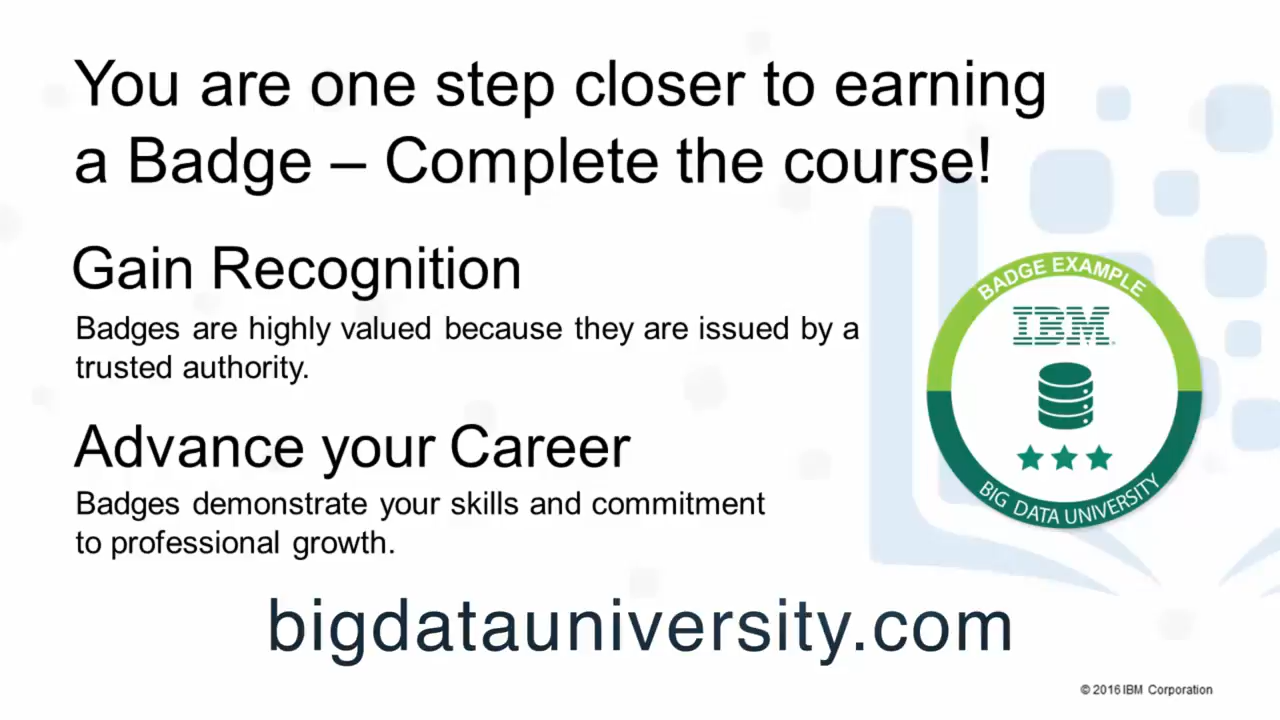 You are one step closer to earning
a Badge – Complete the course!
Gain Recognition
Badges are highly valued because they are issued by a
trusted authority.
BADGE EXAMPLE
IBM
Advance your Career
Badges demonstrate your skills and commitment
to professional growth.
BIG DATA UNIVERSITY
bigdatauniversity.com
© 2016 IBM Corporation